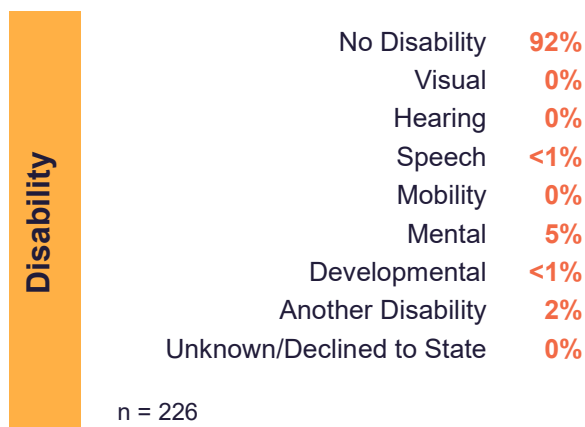 Disability
No Disability 92%
Visual 0%
Hearing 0%
Speech <1%
Mobility 0%
Mental 5%
Developmental <1%
Another Disability 2%
Unknown/Declined to State 0%
n = 226